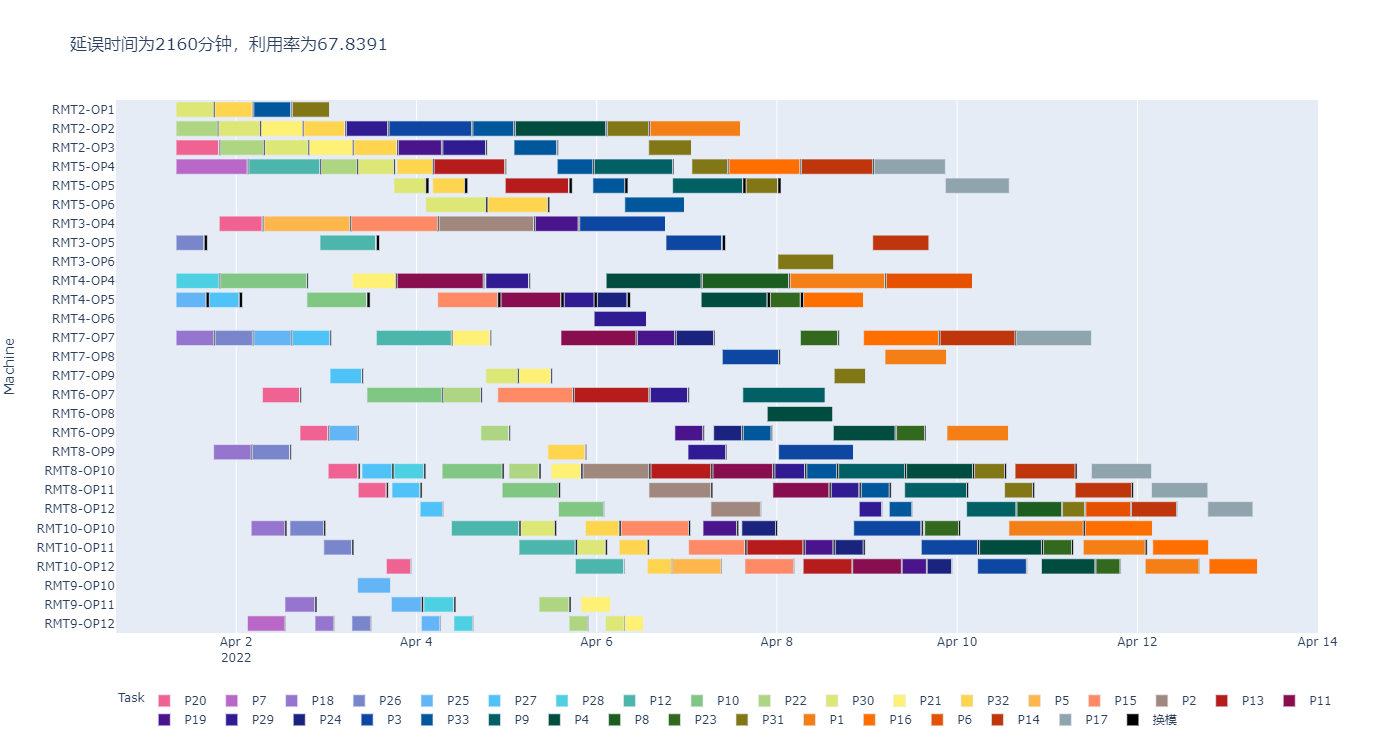 延误时间为2160分钟，利用率为67.8391
RMT2-OP1
RMT2-OP2
RMT2-OP3
RMT5-OP4
RMT5-OP5
RMT5-OP6
RMT3-OP4
RMT3-OP5
RMT3-OP6
RMT4-OP4
RMT4-OP5
RMT4-OP6
RMT7-OP7
RMT7-OP8
RMT7-OP9
RMT6-OP7
RMT6-OP8
RMT6-OP9
RMT8-OP9
RMT8-OP10
RMT8-OP11
RMT8-OP12
RMT10-OP10
RMT10-OP11
RMT10-OP12
RMT9-OP10
RMT9-OP11
RMT9-OP12
Machine
Apr 2 Apr 4 Apr 6 Apr 8 Apr 10 Apr 12 Apr 14
2022
Task P20 P7 P18 P26 P25 P27 P28 P12 P10 P22 P30 P21 P32 P5 P15 P2 P13 P11
P19 P29 P24 P3 P33 P9 P4 P8 P23 P31 P1 P16 P6 P14 P17 换模